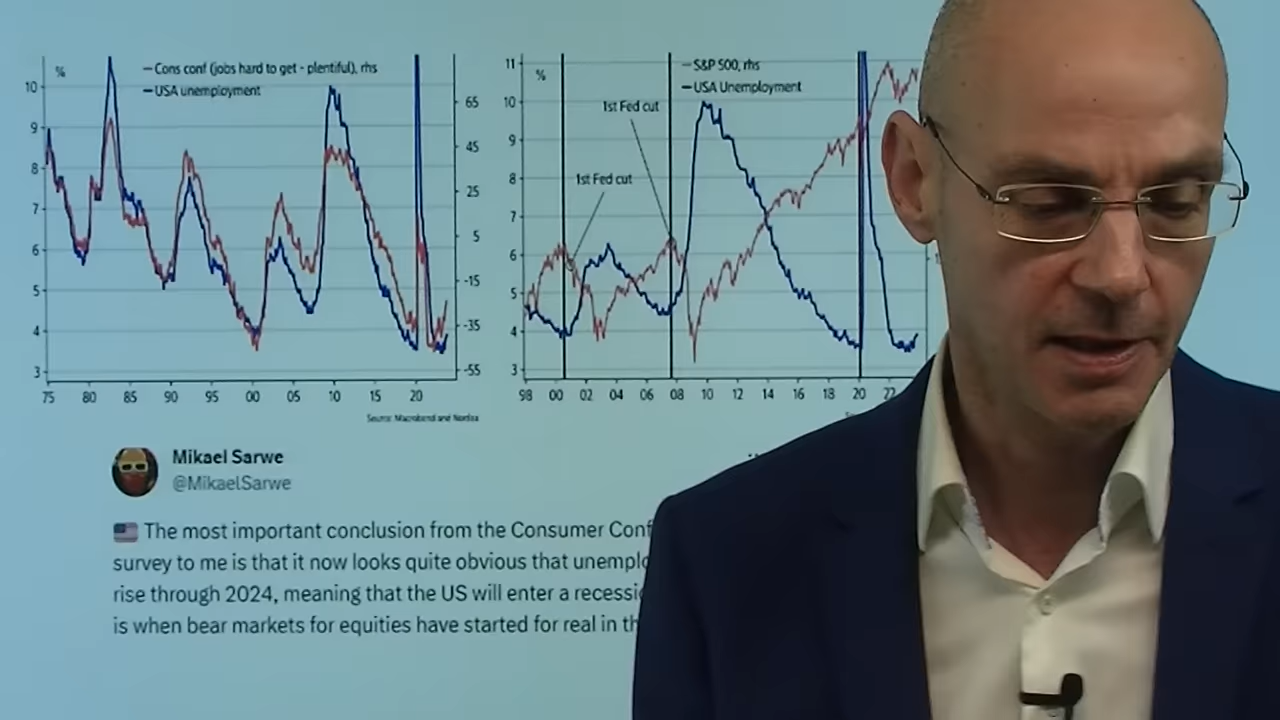 %
— Cons conf (jobs hard to get - plentiful), rhs
— USA unemployment
10
9
8
7
6
5
4
3
65
45
25
5
-15
-35
-55
75 80 85 90 95 00 05 10 15 20
Source: Macrobond and Nordea
%
— S&P 500, rhs
— USA Unemployment
1st Fed cut
1st Fed cut
11
10
9
8
7
6
5
4
3
98 00 02 04 06 08 10 12 14 16 18 20 22
Mikael Sarwe
@MikaelSarwe
The most important conclusion from the Consumer Conf
survey to me is that it now looks quite obvious that unempl
rise through 2024, meaning that the US will enter a recessi
is when bear markets for equities have started for real in th